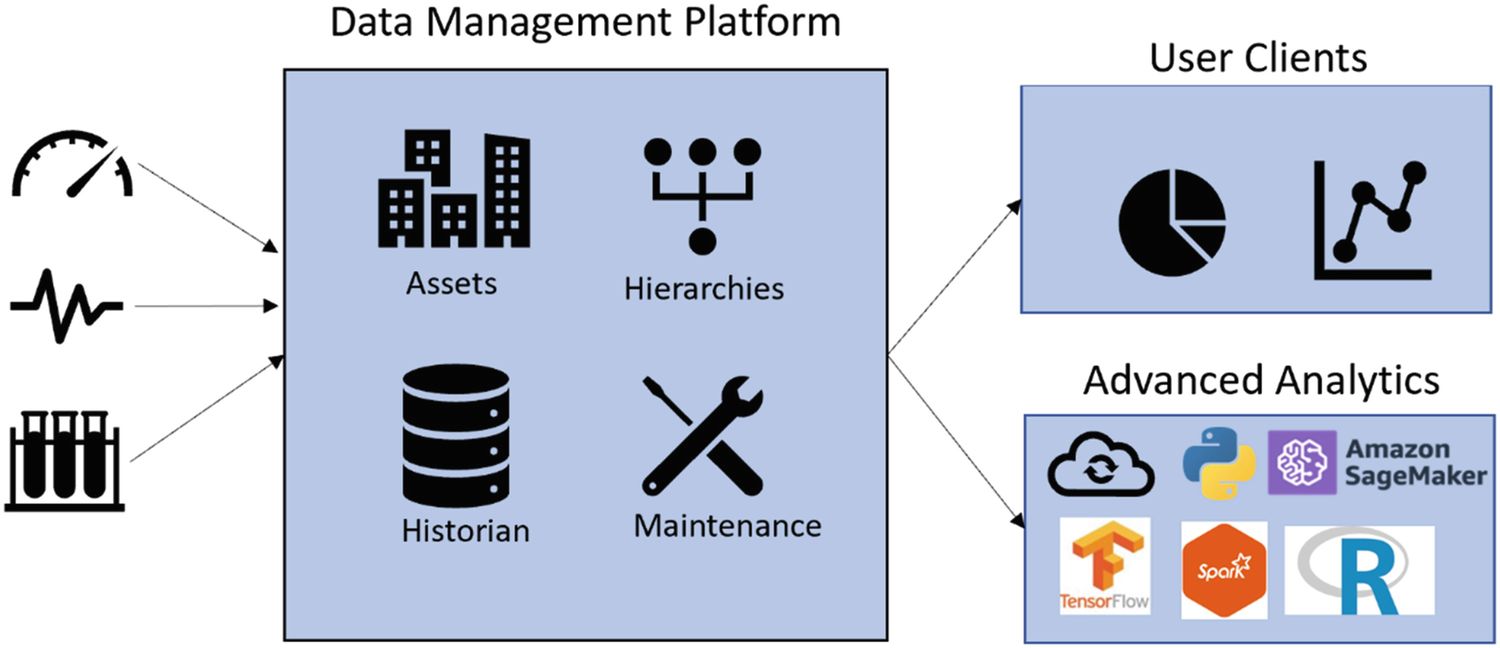 Data Management Platform
Assets
Hierarchies
Historian
Maintenance
User Clients
Advanced Analytics
Amazon
SageMaker
TensorFlow
Spark
R